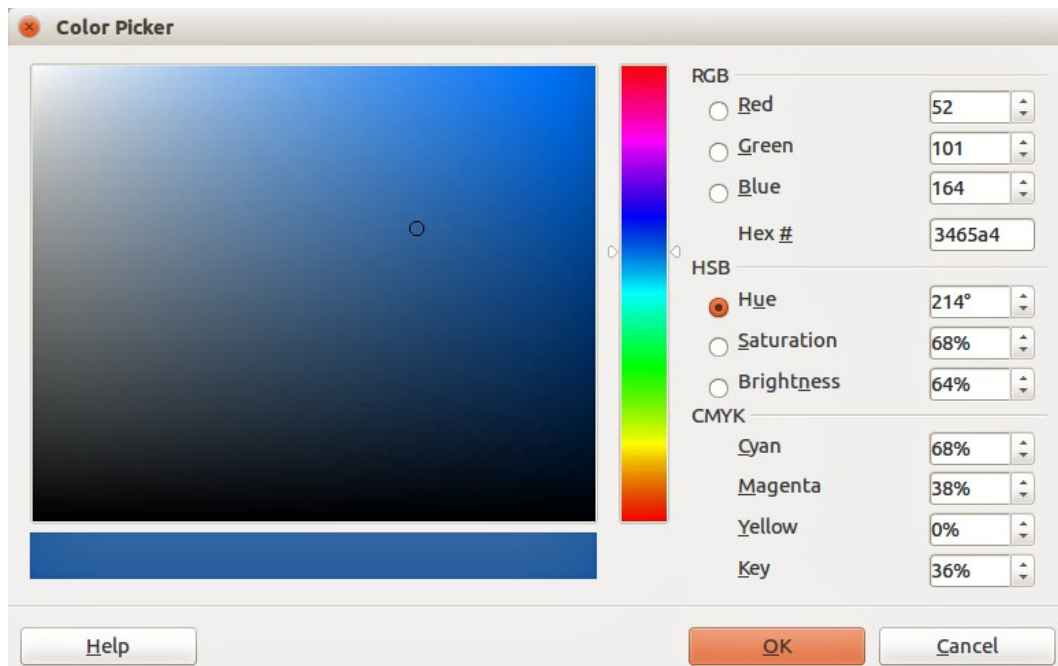 Color Picker
RGB
Red 52
Green 101
Blue 164
Hex # 3465a4
HSB
Hue 214°
Saturation 68%
Brightness 64%
CMYK
Cyan 68%
Magenta 38%
Yellow 0%
Key 36%
Help OK Cancel